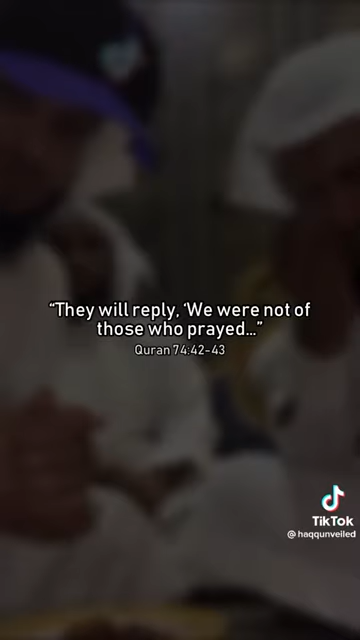 “They will reply, ‘We were not of
those who prayed...”
Quran 74:42-43
TikTok
@haqqunveiled